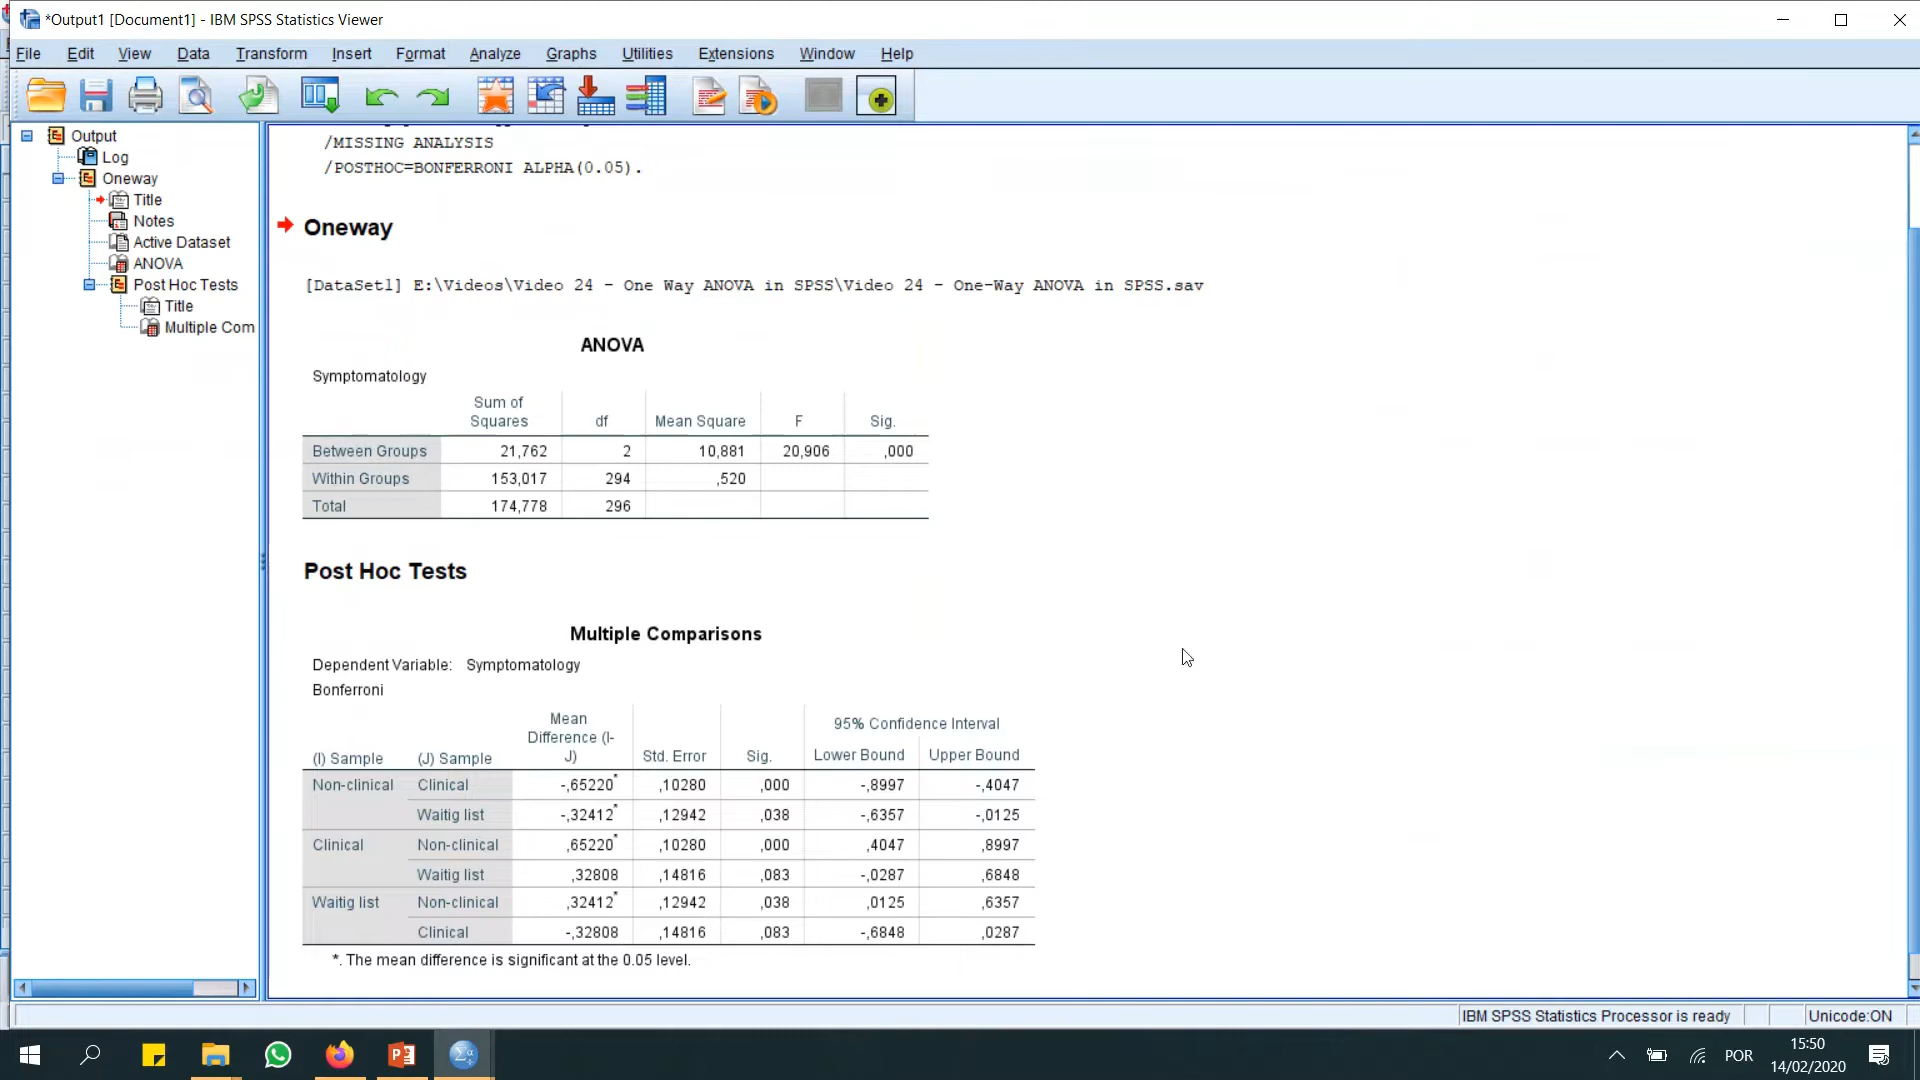 *Output1 [Document1] - IBM SPSS Statistics Viewer
File Edit View Data Transform Insert Format Analyze Graphs Utilities Extensions Window Help
Output
Log
Oneway
Title
Notes
Active Dataset
ANOVA
Post Hoc Tests
Title
Multiple Com
/MISSING ANALYSIS
/POSTHOC=BONFERRONI ALPHA(0.05).
Oneway
[DataSet1] E:\Videos\Video 24 - One Way ANOVA in SPSS\Video 24 - One-Way ANOVA in SPSS.sav
ANOVA
Symptomatology
Sum of Squares df Mean Square F Sig.
Between Groups 21,762 2 10,881 20,906 ,000
Within Groups 153,017 294 ,520
Total 174,778 296
Post Hoc Tests
Multiple Comparisons
Dependent Variable: Symptomatology
Bonferroni
(I) Sample (J) Sample Mean Difference (I-J) Std. Error Sig. 95% Confidence Interval
Lower Bound Upper Bound
Non-clinical Clinical -,65220* ,10280 ,000 -,8997 -,4047
Waitig list -,32412* ,12942 ,038 -,6357 -,0125
Clinical Non-clinical ,65220* ,10280 ,000 ,4047 ,8997
Waitig list ,32808 ,14816 ,083 -,0287 ,6848
Waitig list Non-clinical ,32412* ,12942 ,038 ,0125 ,6357
Clinical -,32808 ,14816 ,083 -,6848 ,0287
*. The mean difference is significant at the 0.05 level.
IBM SPSS Statistics Processor is ready Unicode:ON
POR 15:50
14/02/2020